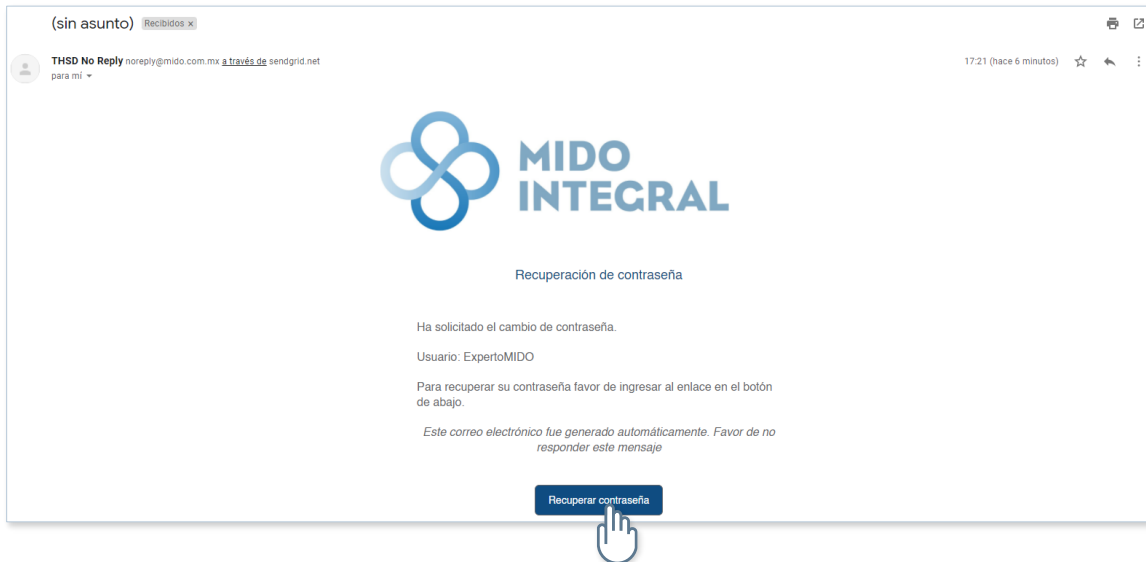 (sin asunto) Recibidos x
THSD No Reply noreply@mido.com.mx a través de sendgrid.net 17:21 (hace 6 minutos)
para mí
MIDO
INTEGRAL
Recuperación de contraseña
Ha solicitado el cambio de contraseña.
Usuario: ExpertoMIDO
Para recuperar su contraseña favor de ingresar al enlace en el botón
de abajo.
Este correo electrónico fue generado automáticamente. Favor de no
responder este mensaje
Recuperar contraseña